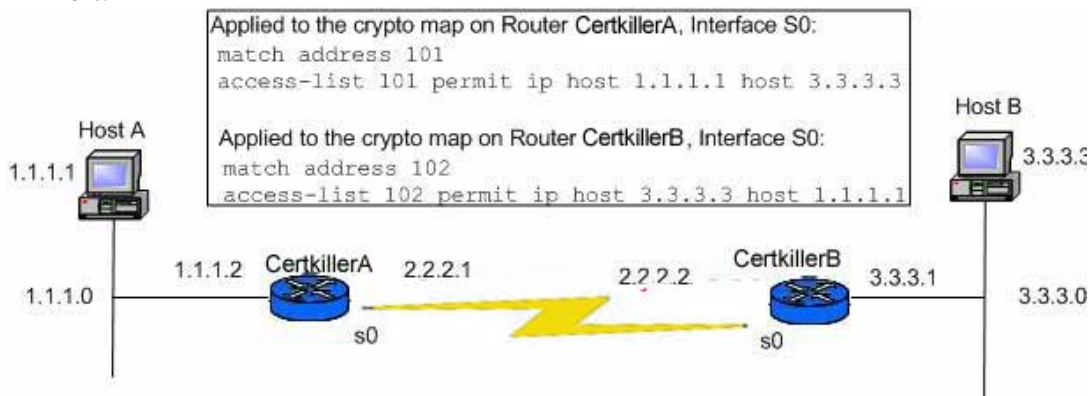 Applied to the crypto map on Router CertkillerA, Interface S0:
match address 101
access-list 101 permit ip host 1.1.1.1 host 3.3.3.3
Applied to the crypto map on Router CertkillerB, Interface S0:
match address 102
access-list 102 permit ip host 3.3.3.3 host 1.1.1.1
Host A
Host B
1.1.1.1
3.3.3.3
1.1.1.2
CertkillerA
2.2.2.1
2.2.2.2
CertkillerB
3.3.3.1
1.1.1.0
3.3.3.0
s0
s0